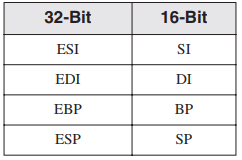 32-Bit 16-Bit
ESI SI
EDI DI
EBP BP
ESP SP